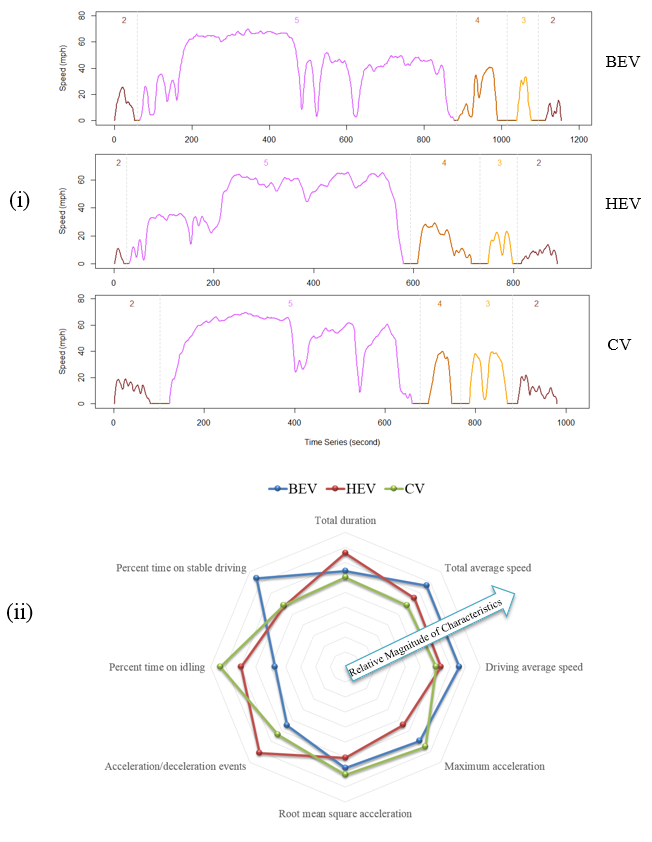 2 5 4 3 2
80
60
40
20
0
Speed (mph)
0 200 400 600 800 1000 1200
BEV
(i)
2 5 4 3 2
60
40
20
0
Speed (mph)
0 200 400 600 800
HEV
2 5 4 3 2
80
60
40
20
0
Speed (mph)
0 200 400 600 800 1000
Time Series (second)
CV
BEV HEV CV
(ii)
Total duration
Total average speed
Driving average speed
Maximum acceleration
Root mean square acceleration
Acceleration/deceleration events
Percent time on idling
Percent time on stable driving
Relative Magnitude of Characteristics